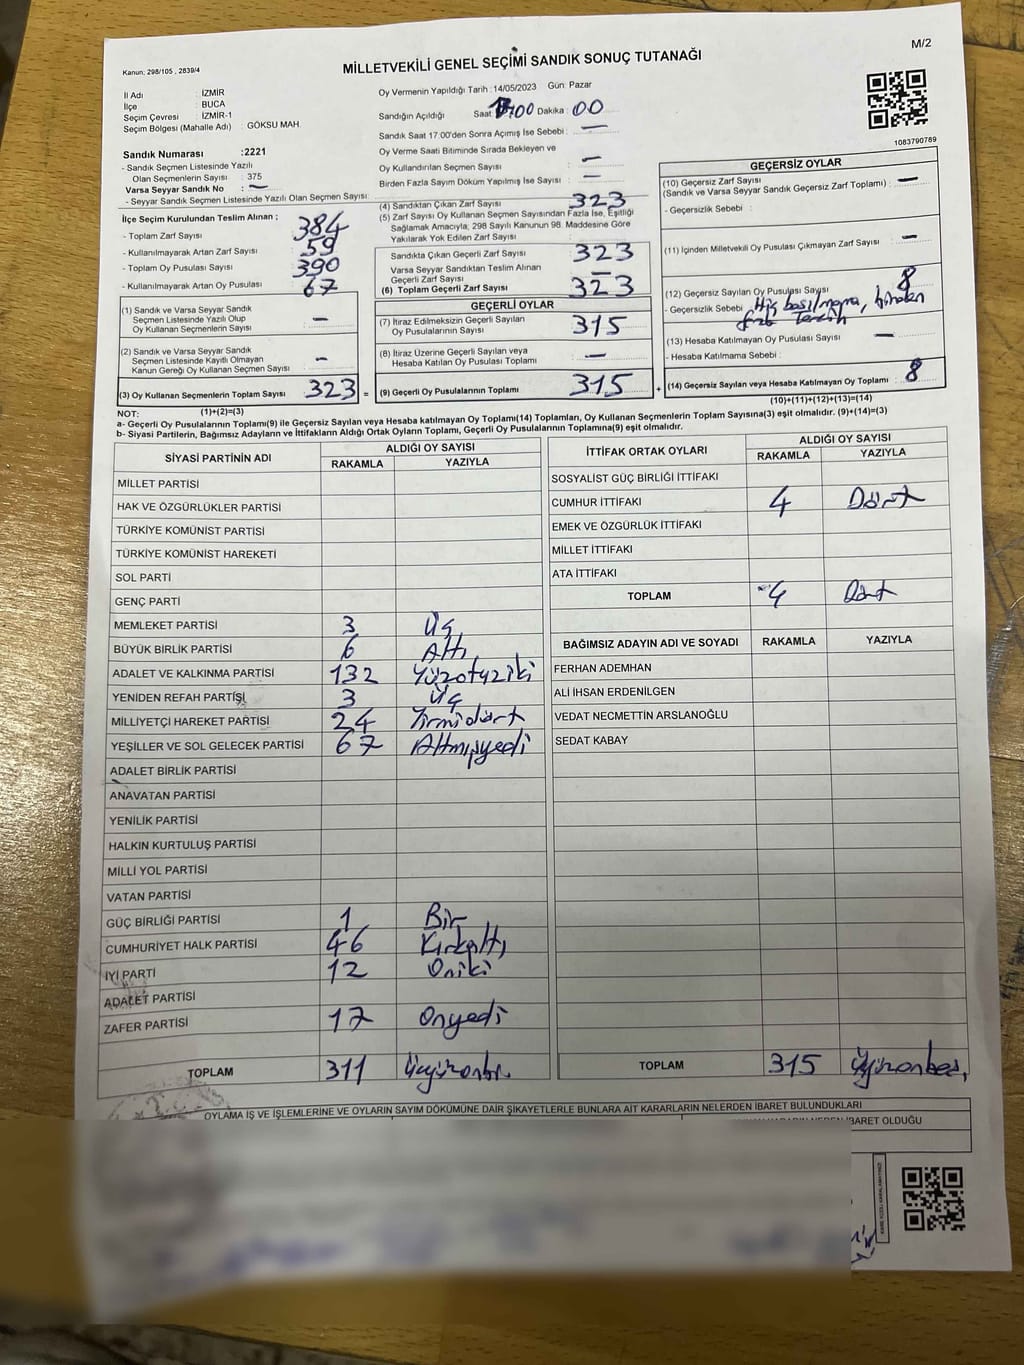 M/2
Kanun: 298/105 , 2839/4
MİLLETVEKİLİ GENEL SEÇİMİ SANDIK SONUÇ TUTANAĞI
İl Adı : İZMİR
İlçe : BUCA
Seçim Çevresi : İZMİR-1
Seçim Bölgesi (Mahalle Adı) : GÖKSU MAH.
Sandık Numarası :2221
- Sandık Seçmen Listesinde Yazılı
Olan Seçmenlerin Sayısı : 375
Varsa Seyyar Sandık No : —
- Seyyar Sandık Seçmen Listesinde Yazılı Olan Seçmen Sayısı:
Oy Vermenin Yapıldığı Tarih :14/05/2023 Gün: Pazar
Sandığın Açıldığı Saat: 17:00 Dakika : 00
Sandık Saat 17.00'den Sonra Açımış İse Sebebi : —
Oy Verme Saati Bitiminde Sırada Bekleyen ve
Oy Kullandırılan Seçmen Sayısı : —
Birden Fazla Sayım Döküm Yapılmış İse Sayısı : —
1083790789
İlçe Seçim Kurulundan Teslim Alınan ;
- Toplam Zarf Sayısı : 384
- Kullanılmayarak Artan Zarf Sayısı : 59
- Toplam Oy Pusulası Sayısı : 390
- Kullanılmayarak Artan Oy Pusulası : 67
(1) Sandık ve Varsa Seyyar Sandık
Seçmen Listesinde Yazılı Olup
Oy Kullanan Seçmenlerin Sayısı : —
(2) Sandık ve Varsa Seyyar Sandık
Seçmen Listesinde Kayıtlı Olmayan
Kanun Gereği Oy Kullanan Seçmen Sayısı : —
(3) Oy Kullanan Seçmenlerin Toplam Sayısı : 323 =
(1)+(2)=(3)
(4) Sandıktan Çıkan Zarf Sayısı : 323
(5) Zarf Sayısı Oy Kullanan Seçmen Sayısından Fazla İse, Eşitliği
Sağlamak Amacıyla, 298 Sayılı Kanunun 98. Maddesine Göre
Yakılarak Yok Edilen Zarf Sayısı :
Sandıkta Çıkan Geçerli Zarf Sayısı : 323
Varsa Seyyar Sandıktan Teslim Alınan
Geçerli Zarf Sayısı : —
(6) Toplam Geçerli Zarf Sayısı : 323
GEÇERLİ OYLAR
(7) İtiraz Edilmeksizin Geçerli Sayılan
Oy Pusulalarının Sayısı : 315
(8) İtiraz Üzerine Geçerli Sayılan veya
Hesaba Katılan Oy Pusulası Toplamı : —
(9) Geçerli Oy Pusulalarının Toplamı : 315 +
GEÇERSİZ OYLAR
(10) Geçersiz Zarf Sayısı : —
(Sandık ve Varsa Seyyar Sandık Geçersiz Zarf Toplamı)
- Geçersizlik Sebebi :
(11) İçinden Milletvekili Oy Pusulası Çıkmayan Zarf Sayısı : —
(12) Geçersiz Sayılan Oy Pusulası Sayısı : 8
- Geçersizlik Sebebi : Hiç basılmama, birden
fazla Tercih
(13) Hesaba Katılmayan Oy Pusulası Sayısı : —
- Hesaba Katılmama Sebebi :
(14) Geçersiz Sayılan veya Hesaba Katılmayan Oy Toplamı : 8
(10)+(11)+(12)+(13)=(14)
NOT:
a- Geçerli Oy Pusulalarının Toplamı(9) ile Geçersiz Sayılan veya Hesaba Katılmayan Oy Toplamı(14) Toplamları, Oy Kullanan Seçmenlerin Toplam Sayısına(3) eşit olmalıdır. (9)+(14)=(3)
b- Siyasi Partilerin, Bağımsız Adayların ve İttifakların Aldığı Ortak Oyların Toplamı, Geçerli Oy Pusulalarının Toplamına(9) eşit olmalıdır.
SİYASİ PARTİNİN ADI ALDIĞI OY SAYISI
RAKAMLA YAZIYLA
MİLLET PARTİSİ
HAK VE ÖZGÜRLÜKLER PARTİSİ
TÜRKİYE KOMÜNİST PARTİSİ
TÜRKİYE KOMÜNİST HAREKETİ
SOL PARTİ
GENÇ PARTİ
MEMLEKET PARTİSİ 3 Üç
BÜYÜK BİRLİK PARTİSİ 6 Altı
ADALET VE KALKINMA PARTİSİ 132 Yüzotuziki
YENİDEN REFAH PARTİSİ 3 Üç
MİLLİYETÇİ HAREKET PARTİSİ 24 Yirmidört
YEŞİLLER VE SOL GELECEK PARTİSİ 67 Altmışyedi
ADALET BİRLİK PARTİSİ
ANAVATAN PARTİSİ
YENİLİK PARTİSİ
HALKIN KURTULUŞ PARTİSİ
MİLLİ YOL PARTİSİ
VATAN PARTİSİ
GÜÇ BİRLİĞİ PARTİSİ 1 Bir
CUMHURİYET HALK PARTİSİ 46 Kırkaltı
İYİ PARTİ 12 Oniki
ADALET PARTİSİ
ZAFER PARTİSİ 17 Onyedi
TOPLAM 311 Üçyüzonbir
İTTİFAK ORTAK OYLARI ALDIĞI OY SAYISI
RAKAMLA YAZIYLA
SOSYALİST GÜÇ BİRLİĞİ İTTİFAKI
CUMHUR İTTİFAKI 4 Dört
EMEK VE ÖZGÜRLÜK İTTİFAKI
MİLLET İTTİFAKI
ATA İTTİFAKI
TOPLAM 4 Dört
BAĞIMSIZ ADAYIN ADI VE SOYADI RAKAMLA YAZIYLA
FERHAN ADEMHAN
ALİ İHSAN ERDENİLGEN
VEDAT NECMETTİN ARSLANOĞLU
SEDAT KABAY
TOPLAM 315 Üçyüzonbeş
OYLAMA İŞ VE İŞLEMLERİNE VE OYLARIN SAYIM DÖKÜMÜNE DAİR ŞİKAYETLERLE BUNLARA AİT KARARLARIN NELERDEN İBARET BULUNDUKLARI
İBARET OLDUĞU